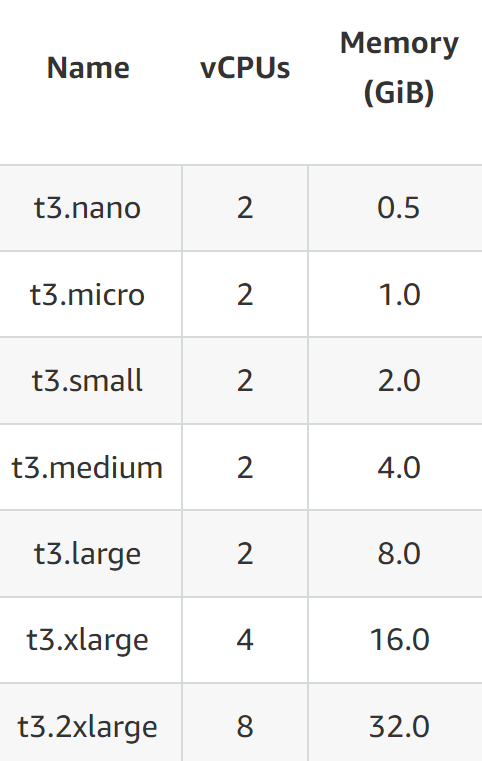 Name vCPUs Memory (GiB)
t3.nano 2 0.5
t3.micro 2 1.0
t3.small 2 2.0
t3.medium 2 4.0
t3.large 2 8.0
t3.xlarge 4 16.0
t3.2xlarge 8 32.0